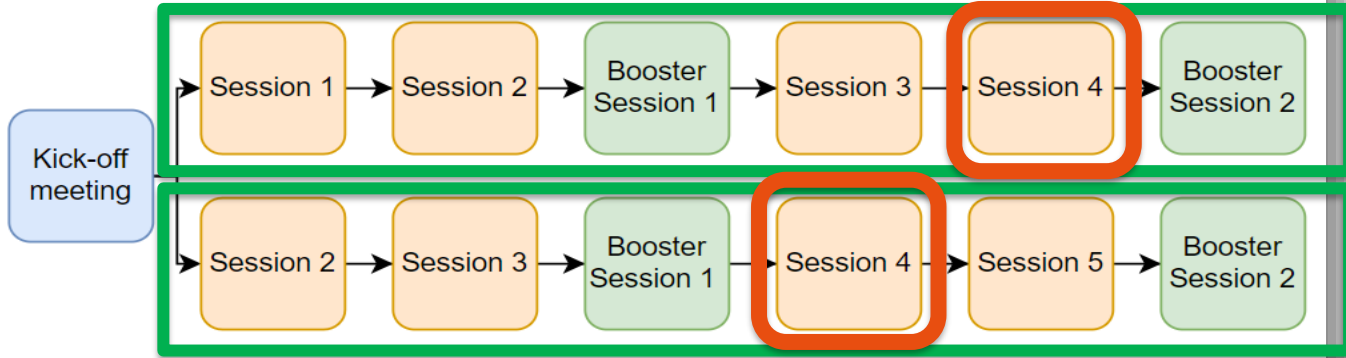 Kick-off
meeting
Session 1
Session 2
Booster
Session 1
Session 3
Session 4
Booster
Session 2
Session 2
Session 3
Booster
Session 1
Session 4
Session 5
Booster
Session 2